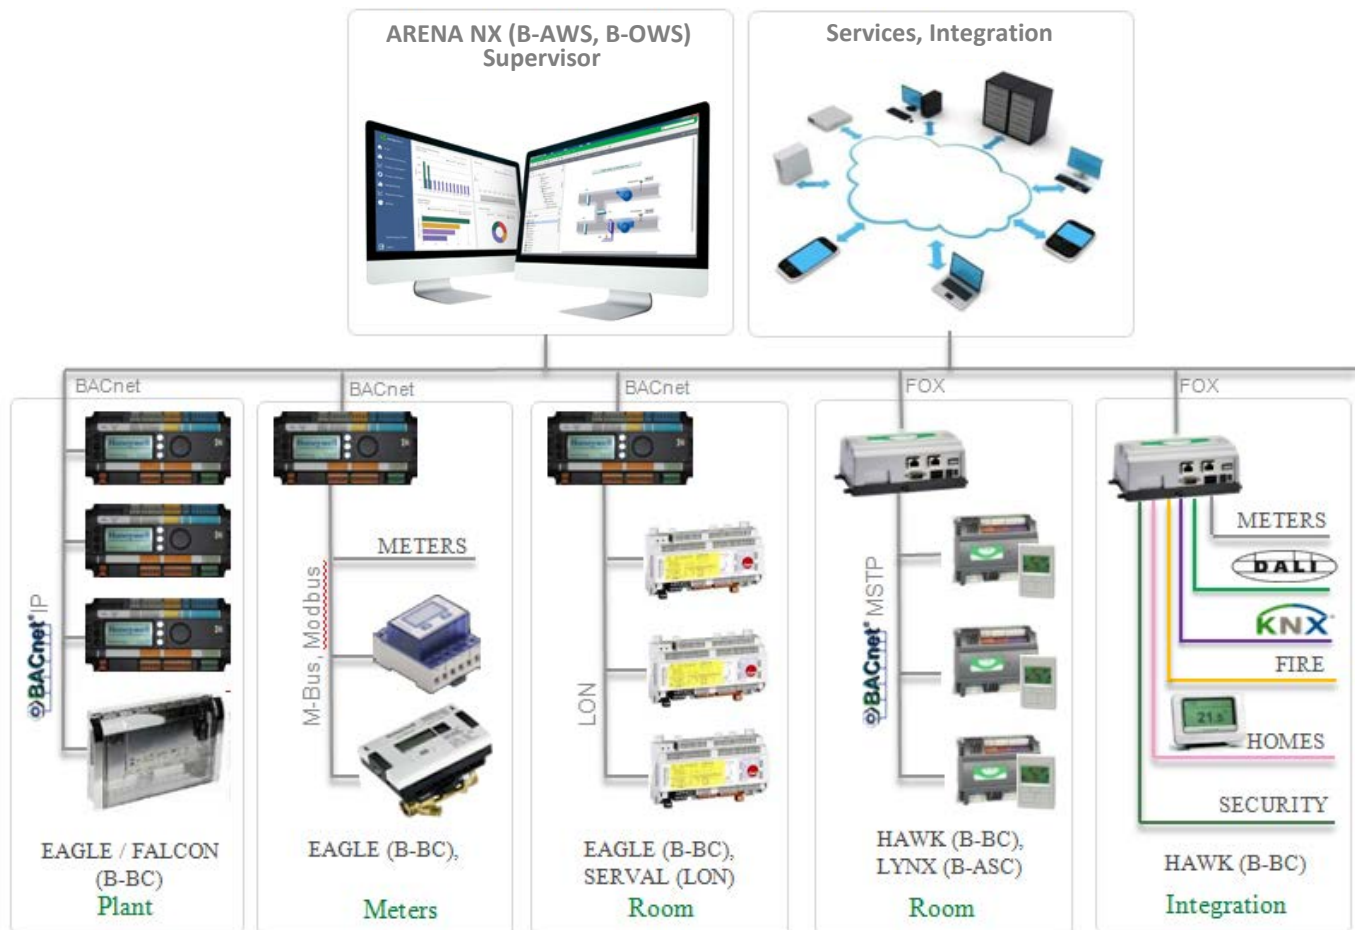 ARENA NX (B-AWS, B-OWS)
Supervisor
Services, Integration
BACnet
BACnet
BACnet
FOX
FOX
BACnet® IP
M-Bus, Modbus
METERS
LON
BACnet® MSTP
METERS
DALI
KNX
FIRE
21.5
HOMES
SECURITY
EAGLE / FALCON
(B-BC)
Plant
EAGLE (B-BC),
Meters
EAGLE (B-BC),
SERVAL (LON)
Room
HAWK (B-BC),
LYNX (B-ASC)
Room
HAWK (B-BC)
Integration